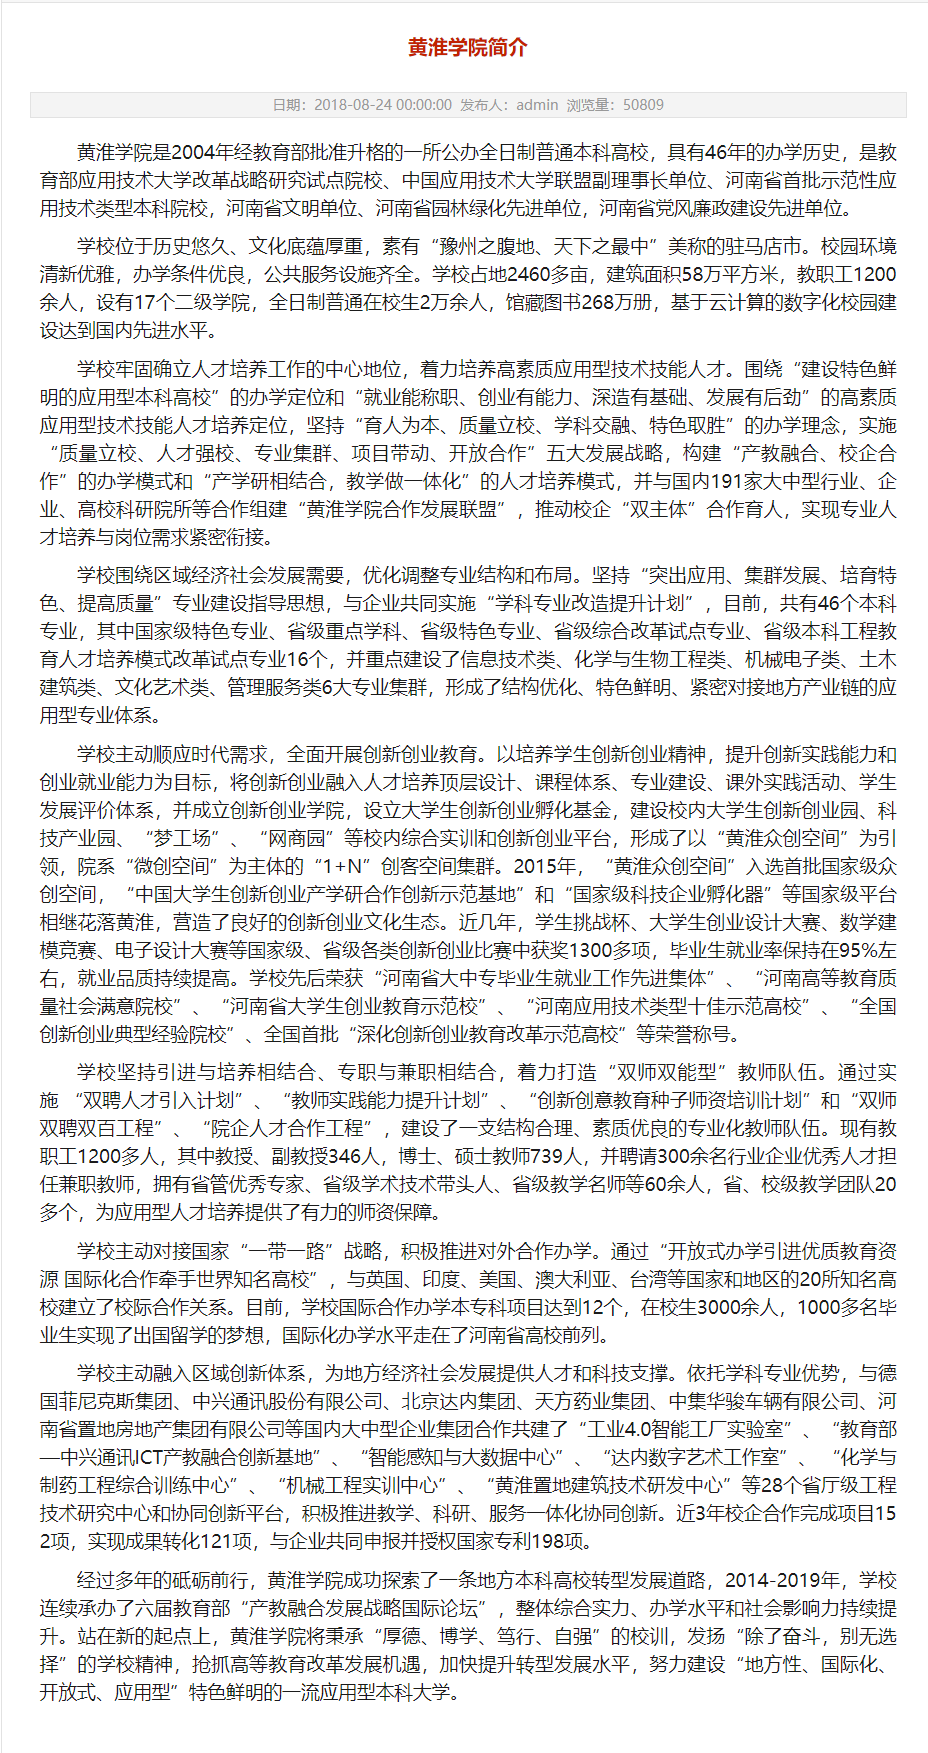 黄淮学院简介
日期：2018-08-24 00:00:00 发布人：admin 浏览量：50809
黄淮学院是2004年经教育部批准升格的一所公办全日制普通本科高校，具有46年的办学历史，是教
育部应用技术大学改革战略研究试点院校、中国应用技术大学联盟副理事长单位、河南省首批示范性应
用技术类型本科院校，河南省文明单位、河南省园林绿化先进单位，河南省党风廉政建设先进单位。
学校位于历史悠久、文化底蕴厚重，素有“豫州之腹地、天下之最中”美称的驻马店市。校园环境
清新优雅，办学条件优良，公共服务设施齐全。学校占地2460多亩，建筑面积58万平方米，教职工1200
余人，设有17个二级学院，全日制普通在校生2万余人，馆藏图书268万册，基于云计算的数字化校园建
设达到国内先进水平。
学校牢固确立人才培养工作的中心地位，着力培养高素质应用型技术技能人才。围绕“建设特色鲜
明的应用型本科高校”的办学定位和“就业能称职、创业有能力、深造有基础、发展有后劲”的高素质
应用型技术技能人才培养定位，坚持“育人为本、质量立校、学科交融、特色取胜”的办学理念，实施
“质量立校、人才强校、专业集群、项目带动、开放合作”五大发展战略，构建“产教融合、校企合
作”的办学模式和“产学研相结合，教学做一体化”的人才培养模式，并与国内191家大中型行业、企
业、高校科研院所等合作组建“黄淮学院合作发展联盟”，推动校企“双主体”合作育人，实现专业人
才培养与岗位需求紧密衔接。
学校围绕区域经济社会发展需要，优化调整专业结构和布局。坚持“突出应用、集群发展、培育特
色、提高质量”专业建设指导思想，与企业共同实施“学科专业改造提升计划”，目前，共有46个本科
专业，其中国家级特色专业、省级重点学科、省级特色专业、省级综合改革试点专业、省级本科工程教
育人才培养模式改革试点专业16个，并重点建设了信息技术类、化学与生物工程类、机械电子类、土木
建筑类、文化艺术类、管理服务类6大专业集群，形成了结构优化、特色鲜明、紧密对接地方产业链的应
用型专业体系。
学校主动顺应时代需求，全面开展创新创业教育。以培养学生创新创业精神，提升创新实践能力和
创业就业能力为目标，将创新创业融入人才培养顶层设计、课程体系、专业建设、课外实践活动、学生
发展评价体系，并成立创新创业学院，设立大学生创新创业孵化基金，建设校内大学生创新创业园、科
技产业园、“梦工场”、“网商园”等校内综合实训和创新创业平台，形成了以“黄淮众创空间”为引
领，院系“微创空间”为主体的“1+N”创客空间集群。2015年，“黄淮众创空间”入选首批国家级众
创空间，“中国大学生创新创业产学研合作创新示范基地”和“国家级科技企业孵化器”等国家级平台
相继花落黄淮，营造了良好的创新创业文化生态。近几年，学生挑战杯、大学生创业设计大赛、数学建
模竞赛、电子设计大赛等国家级、省级各类创新创业比赛中获奖1300多项，毕业生就业率保持在95%左
右，就业品质持续提高。学校先后荣获“河南省大中专毕业生就业工作先进集体”、“河南高等教育质
量社会满意院校”、“河南省大学生创业教育示范校”、“河南应用技术类型十佳示范高校”、“全国
创新创业典型经验院校”、全国首批“深化创新创业教育改革示范高校”等荣誉称号。
学校坚持引进与培养相结合、专职与兼职相结合，着力打造“双师双能型”教师队伍。通过实
施 “双聘人才引入计划”、“教师实践能力提升计划”、“创新创意教育种子师资培训计划”和“双师
双聘双百工程”、“院企人才合作工程”，建设了一支结构合理、素质优良的专业化教师队伍。现有教
职工1200多人，其中教授、副教授346人，博士、硕士教师739人，并聘请300余名行业企业优秀人才担
任兼职教师，拥有省管优秀专家、省级学术技术带头人、省级教学名师等60余人，省、校级教学团队20
多个，为应用型人才培养提供了有力的师资保障。
学校主动对接国家“一带一路”战略，积极推进对外合作办学。通过“开放式办学引进优质教育资
源 国际化合作牵手世界知名高校”，与英国、印度、美国、澳大利亚、台湾等国家和地区的20所知名高
校建立了校际合作关系。目前，学校国际合作办学本专科项目达到12个，在校生3000余人，1000多名毕
业生实现了出国留学的梦想，国际化办学水平走在了河南省高校前列。
学校主动融入区域创新体系，为地方经济社会发展提供人才和科技支撑。依托学科专业优势，与德
国菲尼克斯集团、中兴通讯股份有限公司、北京达内集团、天方药业集团、中集华骏车辆有限公司、河
南省置地房地产集团有限公司等国内大中型企业集团合作共建了“工业4.0智能工厂实验室”、“教育部
—中兴通讯ICT产教融合创新基地”、“智能感知与大数据中心”、“达内数字艺术工作室”、“化学与
制药工程综合训练中心”、“机械工程实训中心”、“黄淮置地建筑技术研发中心”等28个省厅级工程
技术研究中心和协同创新平台，积极推进教学、科研、服务一体化协同创新。近3年校企合作完成项目15
2项，实现成果转化121项，与企业共同申报并授权国家专利198项。
经过多年的砥砺前行，黄淮学院成功探索了一条地方本科高校转型发展道路，2014-2019年，学校
连续承办了六届教育部“产教融合发展战略国际论坛”，整体综合实力、办学水平和社会影响力持续提
升。站在新的起点上，黄淮学院将秉承“厚德、博学、笃行、自强”的校训，发扬“除了奋斗，别无选
择”的学校精神，抢抓高等教育改革发展机遇，加快提升转型发展水平，努力建设“地方性、国际化、
开放式、应用型”特色鲜明的一流应用型本科大学。